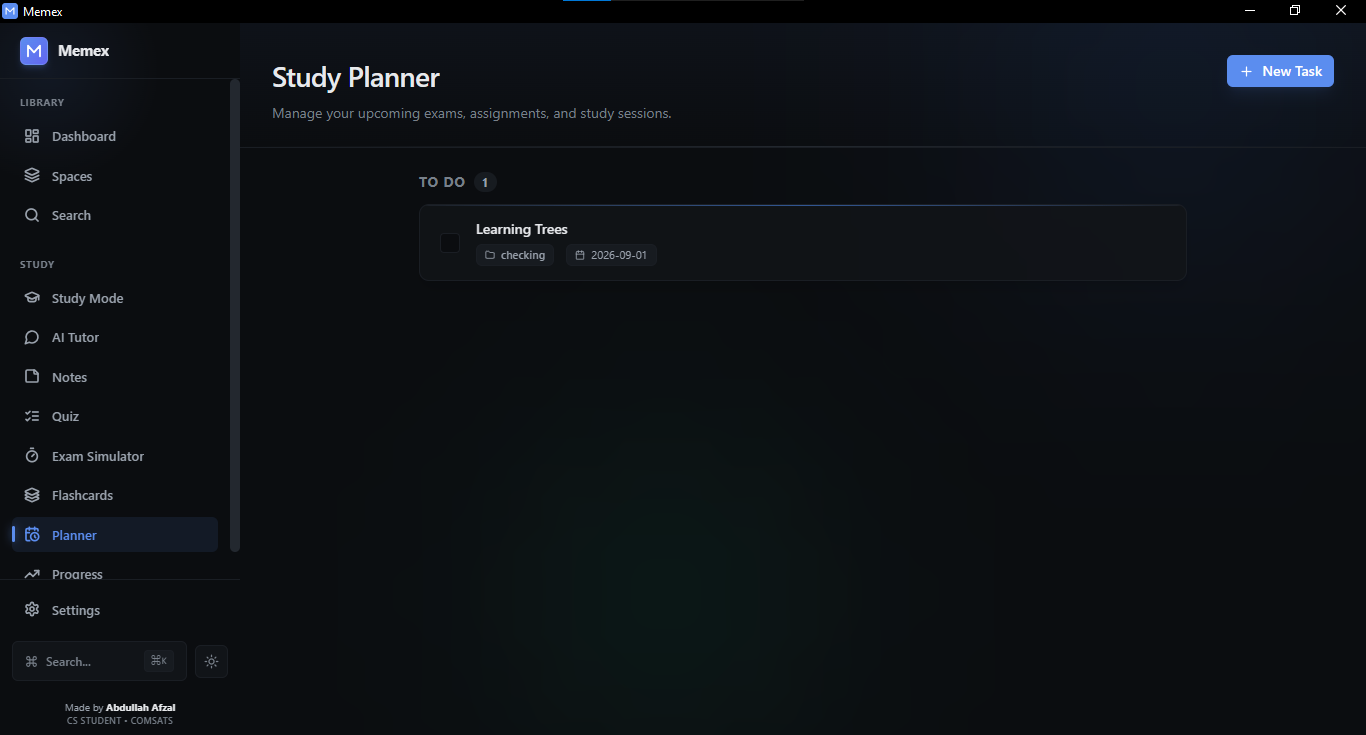 Memex
Memex
LIBRARY
Dashboard
Spaces
Search
STUDY
Study Mode
AI Tutor
Notes
Quiz
Exam Simulator
Flashcards
Planner
Progress
Settings
Search... ⌘K
Made by Abdullah Afzal
CS STUDENT • COMSATS
Study Planner
New Task
Manage your upcoming exams, assignments, and study sessions.
TO DO 1
Learning Trees
checking 2026-09-01